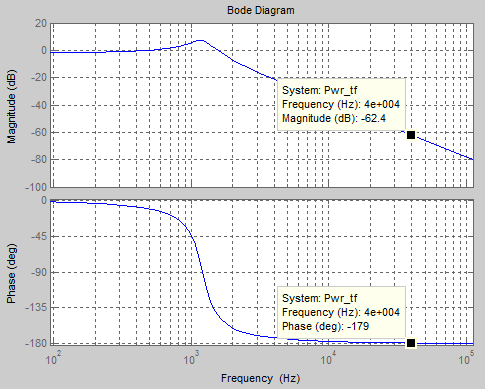 Bode Diagram
20
0
-20
-40
-60
-80
-100
Magnitude (dB)
System: Pwr_tf
Frequency (Hz): 4e+004
Magnitude (dB): -62.4
0
-45
-90
-135
-180
Phase (deg)
System: Pwr_tf
Frequency (Hz): 4e+004
Phase (deg): -179
10^2 10^3 10^4 10^5
Frequency (Hz)